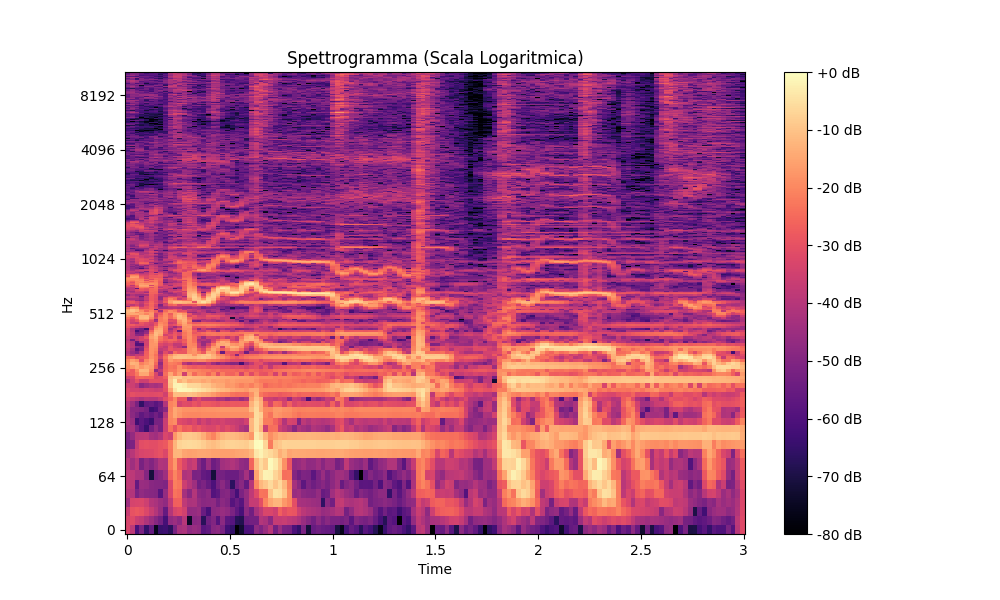 Spettrogramma (Scala Logaritmica)
Hz
8192
4096
2048
1024
512
256
128
64
0
0
0.5
1
1.5
2
2.5
3
Time
+0 dB
-10 dB
-20 dB
-30 dB
-40 dB
-50 dB
-60 dB
-70 dB
-80 dB